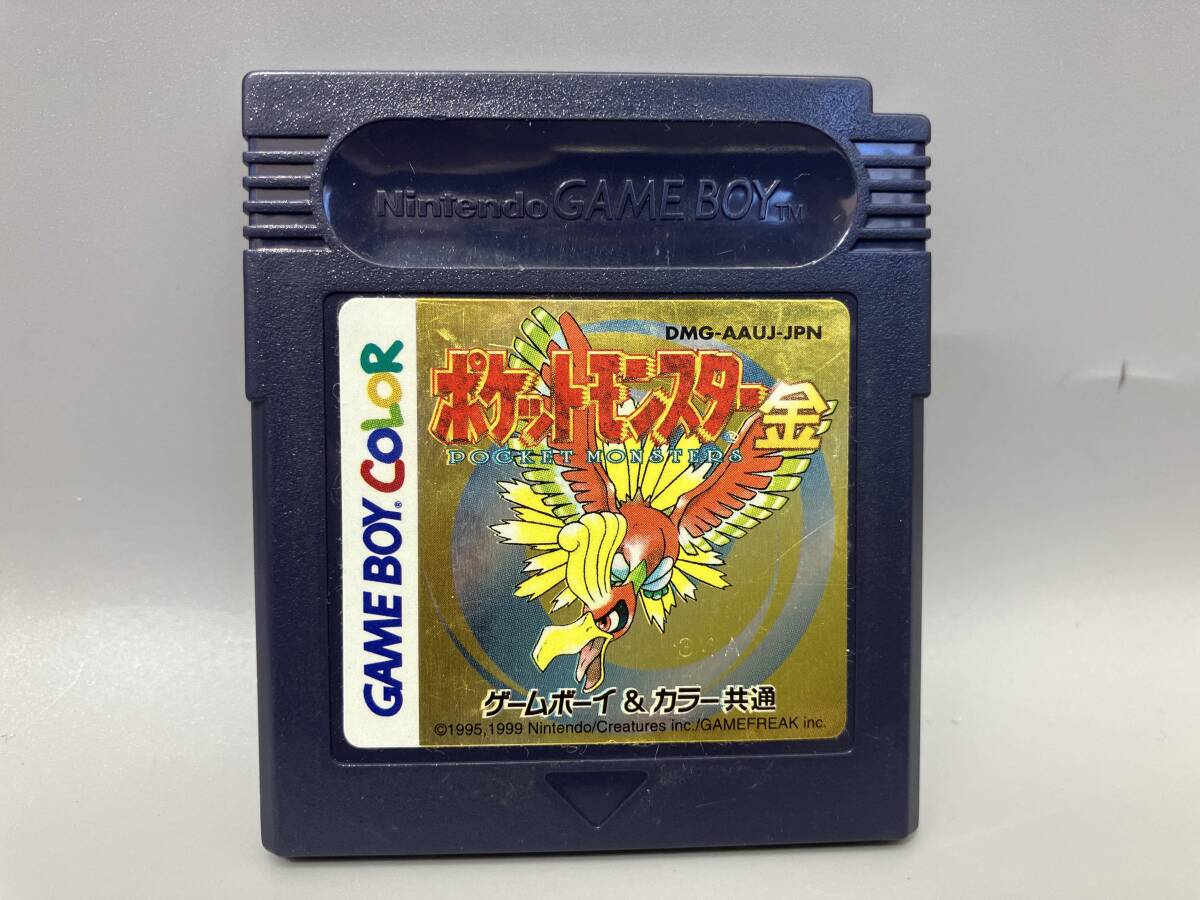 Nintendo GAME BOY™
DMG-AAUJ-JPN
ポケットモンスター金
POCKET MONSTERS
GAME BOY® COLOR
ゲームボーイ&カラー共通
©1995,1999 Nintendo/Creatures inc./GAMEFREAK inc.